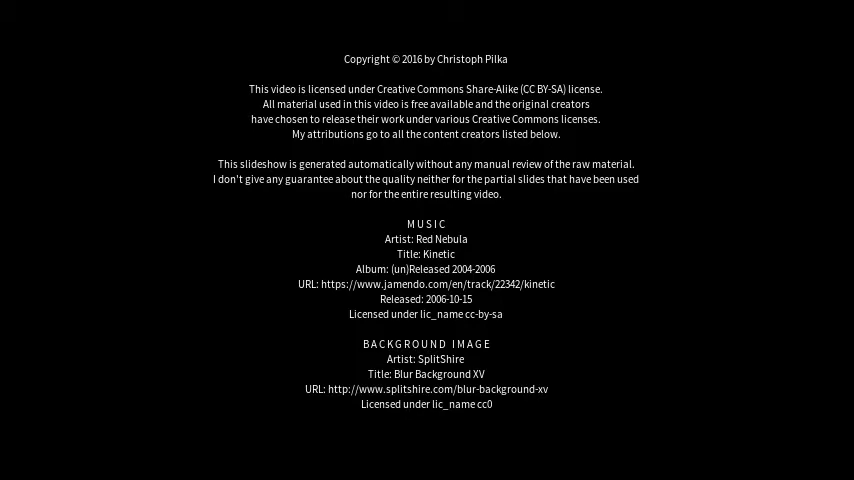 Copyright © 2016 by Christoph Pilka
This video is licensed under Creative Commons Share-Alike (CC BY-SA) license.
All material used in this video is free available and the original creators
have chosen to release their work under various Creative Commons licenses.
My attributions go to all the content creators listed below.
This slideshow is generated automatically without any manual review of the raw material.
I don't give any guarantee about the quality neither for the partial slides that have been used
nor for the entire resulting video.
M U S I C
Artist: Red Nebula
Title: Kinetic
Album: (un)Released 2004-2006
URL: https://www.jamendo.com/en/track/22342/kinetic
Released: 2006-10-15
Licensed under lic_name cc-by-sa
B A C K G R O U N D   I M A G E
Artist: SplitShire
Title: Blur Background XV
URL: http://www.splitshire.com/blur-background-xv
Licensed under lic_name cc0